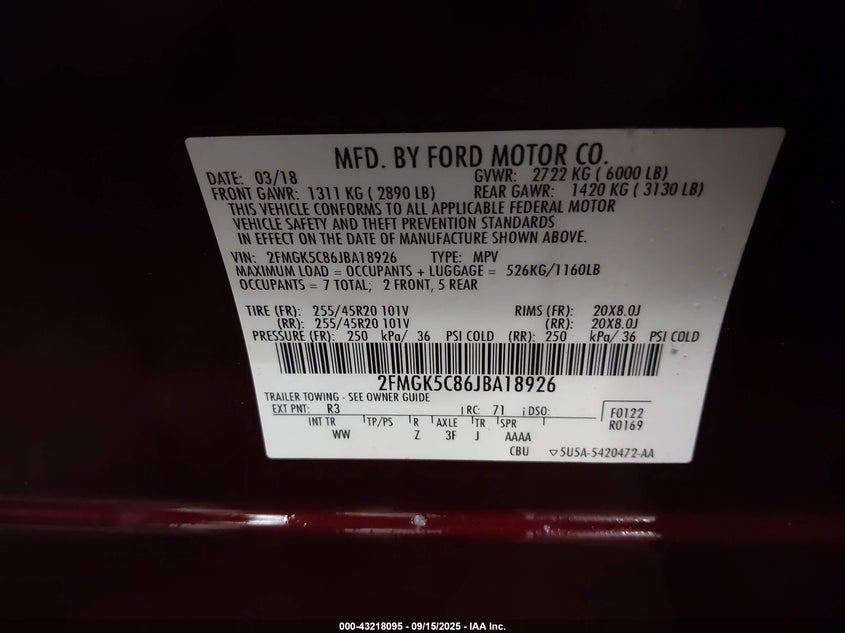 MFD. BY FORD MOTOR CO.
DATE: 03/18 GVWR: 2722 KG ( 6000 LB)
FRONT GAWR: 1311 KG ( 2890 LB) REAR GAWR: 1420 KG ( 3130 LB)
THIS VEHICLE CONFORMS TO ALL APPLICABLE FEDERAL MOTOR
VEHICLE SAFETY AND THEFT PREVENTION STANDARDS
IN EFFECT ON THE DATE OF MANUFACTURE SHOWN ABOVE.
VIN: 2FMGK5C86JBA18926 TYPE: MPV
MAXIMUM LOAD = OCCUPANTS + LUGGAGE = 526KG/1160LB
OCCUPANTS = 7 TOTAL; 2 FRONT, 5 REAR
TIRE (FR): 255/45R20 101V RIMS (FR): 20X8.0J
(RR): 255/45R20 101V (RR): 20X8.0J
PRESSURE (FR): 250 kPa/ 36 PSI COLD (RR): 250 kPa/ 36 PSI COLD
2FMGK5C86JBA18926
TRAILER TOWING - SEE OWNER GUIDE
EXT PNT: R3 RC: 71 DSO: F0122
INT TR TP/PS R AXLE TR SPR R0169
WW Z 3F J AAAA
CBU ▽5U5A-5420472-AA
000-43218095 - 09/15/2025 - IAA Inc.